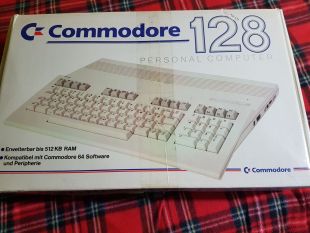 Commodore 128
PERSONAL COMPUTER
Erweiterbar bis 512 KB RAM
Kompatibel mit Commodore 64 Software
und Peripherie
Commodore